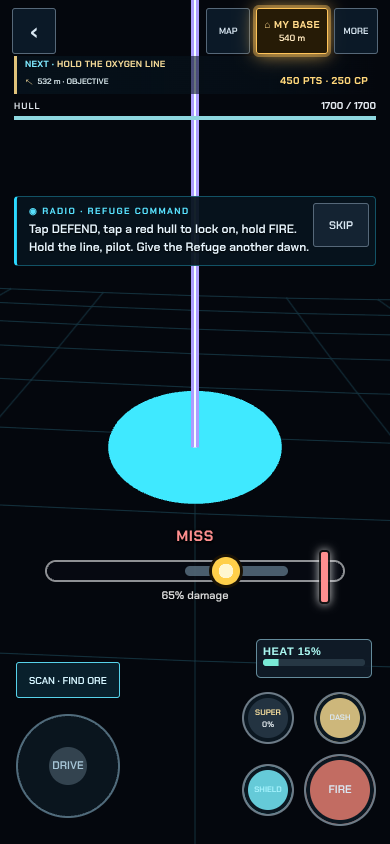 ‹
MAP
⌂ MY BASE
540 m
MORE
NEXT · HOLD THE OXYGEN LINE
↖ 532 m · OBJECTIVE
450 PTS · 250 CP
HULL
1700 / 1700
◉ RADIO · REFUGE COMMAND
Tap DEFEND, tap a red hull to lock on, hold FIRE.
Hold the line, pilot. Give the Refuge another dawn.
SKIP
MISS
65% damage
HEAT 15%
SCAN · FIND ORE
SUPER
0%
DASH
DRIVE
SHIELD
FIRE